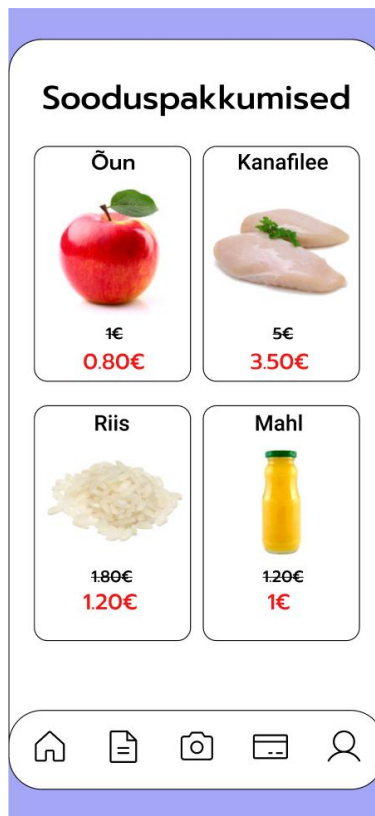 Sooduspakkumised
Õun
1€
0.80€
Kanafilee
5€
3.50€
Riis
1.80€
1.20€
Mahl
1.20€
1€